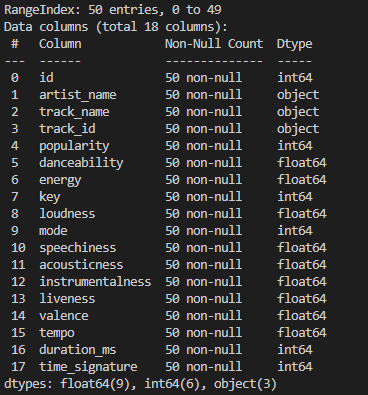 RangeIndex: 50 entries, 0 to 49
Data columns (total 18 columns):
 #   Column            Non-Null Count  Dtype
---  ------            --------------  -----
 0   id                50 non-null     int64
 1   artist_name       50 non-null     object
 2   track_name        50 non-null     object
 3   track_id          50 non-null     object
 4   popularity        50 non-null     int64
 5   danceability      50 non-null     float64
 6   energy            50 non-null     float64
 7   key               50 non-null     int64
 8   loudness          50 non-null     float64
 9   mode              50 non-null     int64
 10  speechiness       50 non-null     float64
 11  acousticness      50 non-null     float64
 12  instrumentalness  50 non-null     float64
 13  liveness          50 non-null     float64
 14  valence           50 non-null     float64
 15  tempo             50 non-null     float64
 16  duration_ms       50 non-null     int64
 17  time_signature    50 non-null     int64
dtypes: float64(9), int64(6), object(3)